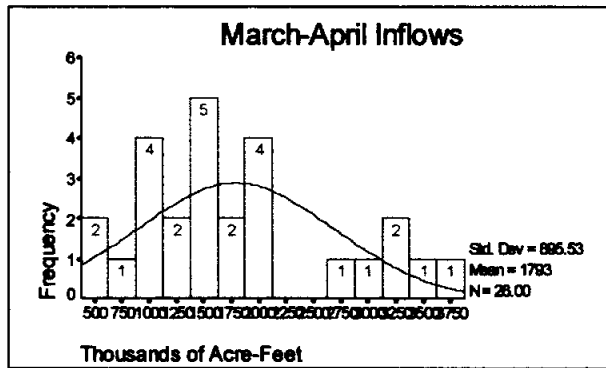 March-April Inflows
6
5
4
3
2
1
0
Frequency
2
1
4
2
5
2
4
1
1
2
1
1
Std. Dev = 895.53
Mean = 1793
N = 26.00
500 750 1000 1250 1500 1750 2000 2250 2500 2750 3000 3250 3500 3750
Thousands of Acre-Feet